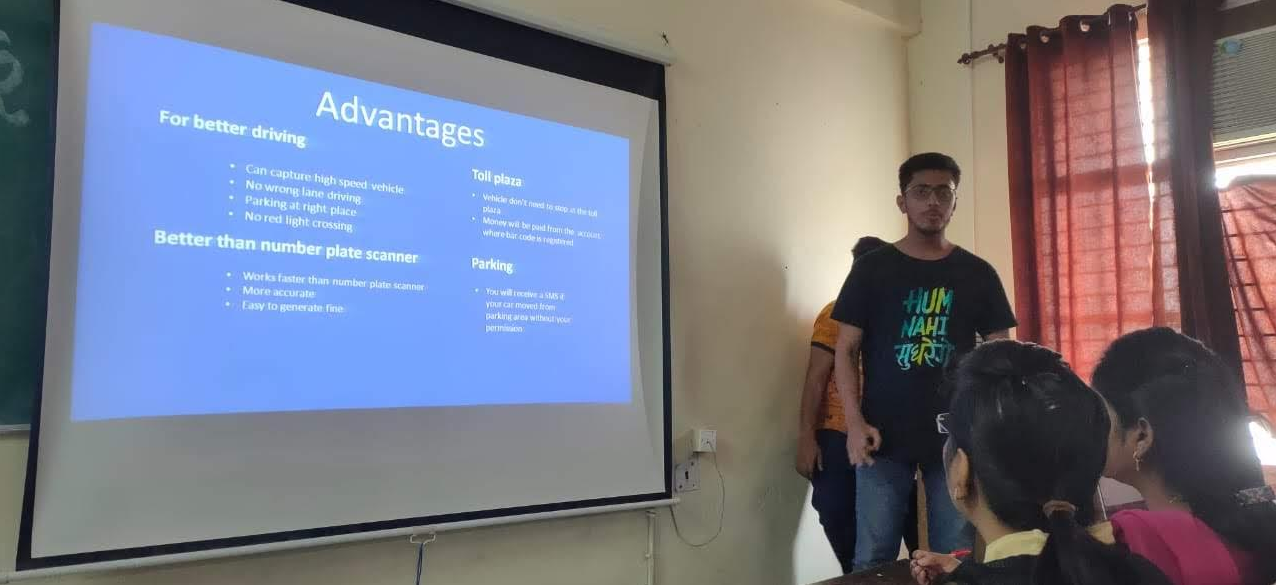 Advantages
For better driving
Can capture high speed vehicle
No wrong lane driving
Parking at right place
No red light crossing
Better than number plate scanner
Works faster than number plate scanner
More accurate
Easy to generate fine
Toll plaza
Vehicle don't need to stop at the toll
plaza
Money will be paid from the account
where bar code is registered
Parking
You will receive a SMS if
your car moved from
parking area without your
permission
HUM
NAHI
सुधरेंगे